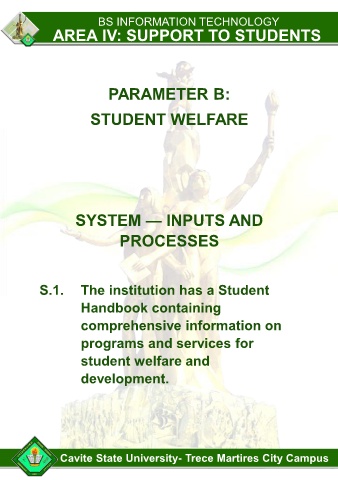 BS INFORMATION TECHNOLOGY
AREA IV: SUPPORT TO STUDENTS
PARAMETER B:
STUDENT WELFARE
SYSTEM — INPUTS AND
PROCESSES
S.1. The institution has a Student
Handbook containing
comprehensive information on
programs and services for
student welfare and
development.
Cavite State University- Trece Martires City Campus